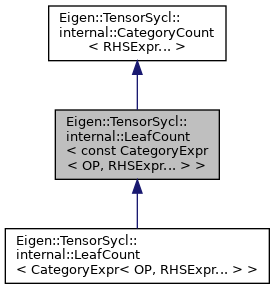 Eigen::TensorSycl::
internal::CategoryCount
< RHSExpr... >
Eigen::TensorSycl::
internal::LeafCount
< const CategoryExpr
< OP, RHSExpr... > >
Eigen::TensorSycl::
internal::LeafCount
< CategoryExpr< OP, RHSExpr... > >